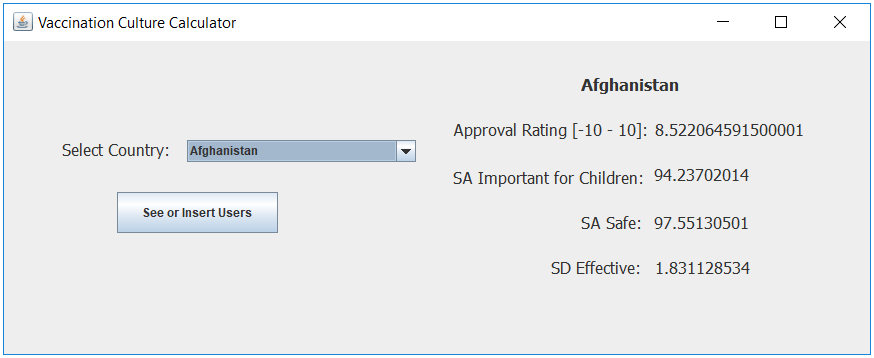 Vaccination Culture Calculator
Afghanistan
Approval Rating [-10 - 10]: 8.522064591500001
Select Country: Afghanistan
SA Important for Children: 94.23702014
See or Insert Users
SA Safe: 97.55130501
SD Effective: 1.831128534